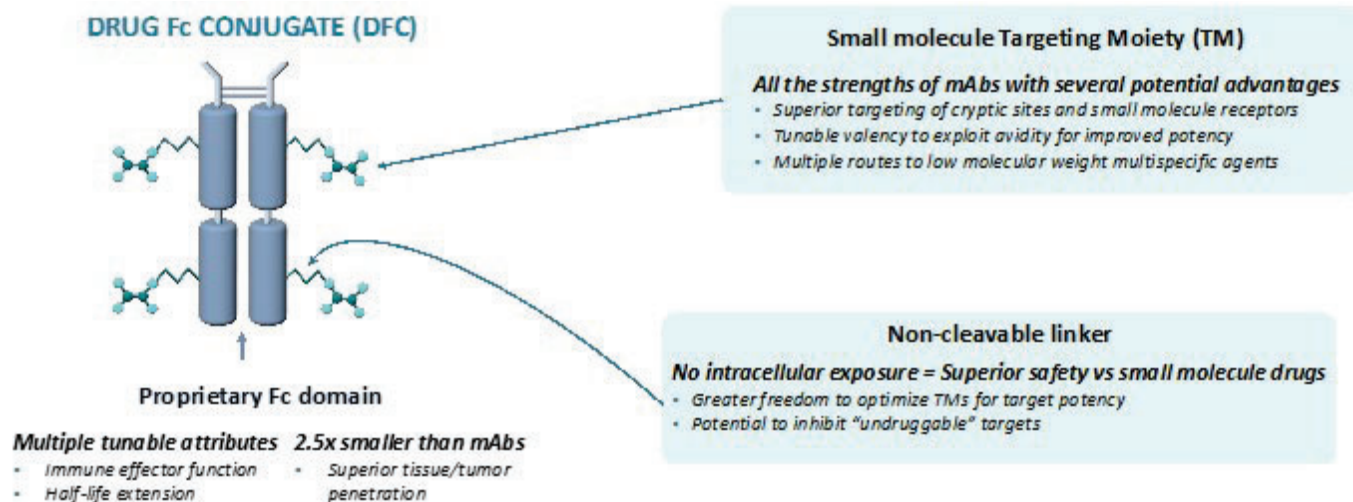 DRUG Fc CONJUGATE (DFC)
Small molecule Targeting Moiety (TM)
All the strengths of mAbs with several potential advantages
• Superior targeting of cryptic sites and small molecule receptors
• Tunable valency to exploit avidity for improved potency
• Multiple routes to low molecular weight multispecific agents
Non-cleavable linker
No intracellular exposure = Superior safety vs small molecule drugs
• Greater freedom to optimize TMs for target potency
• Potential to inhibit “undruggable” targets
Proprietary Fc domain
Multiple tunable attributes
• Immune effector function
• Half-life extension
2.5x smaller than mAbs
• Superior tissue/tumor
penetration